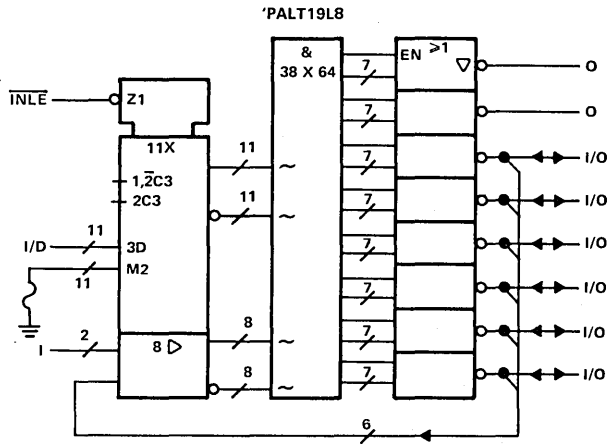 'PALT19L8
&
38 X 64
EN ≥1 ▷
7
O
INLE
Z1
7
O
11X
11
7
I/O
1,2C3
2C3
11
7
I/O
I/D
11
3D
7
I/O
11
M2
7
I/O
I
2
8 ▷
8
7
I/O
8
7
I/O
6